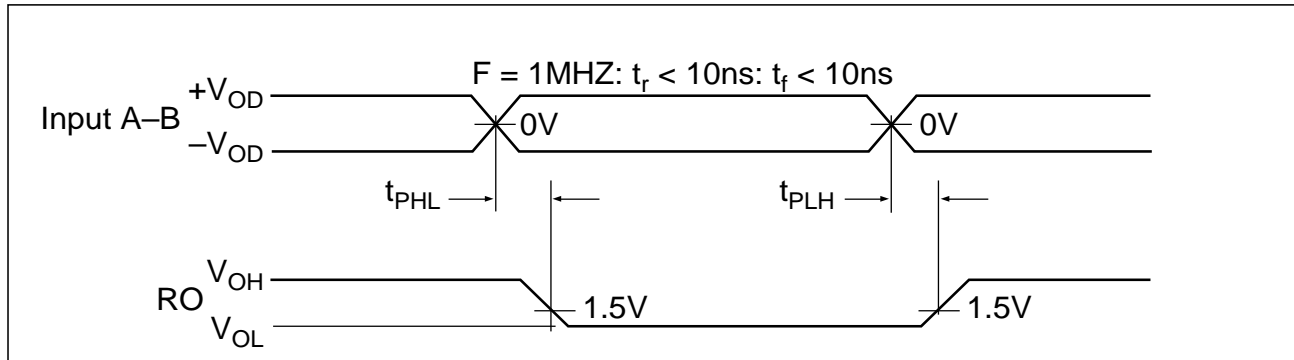 F = 1MHZ: tr < 10ns: tf < 10ns
+VOD
Input A–B
0V
0V
–VOD
tPHL
tPLH
VOH
RO
1.5V
1.5V
VOL